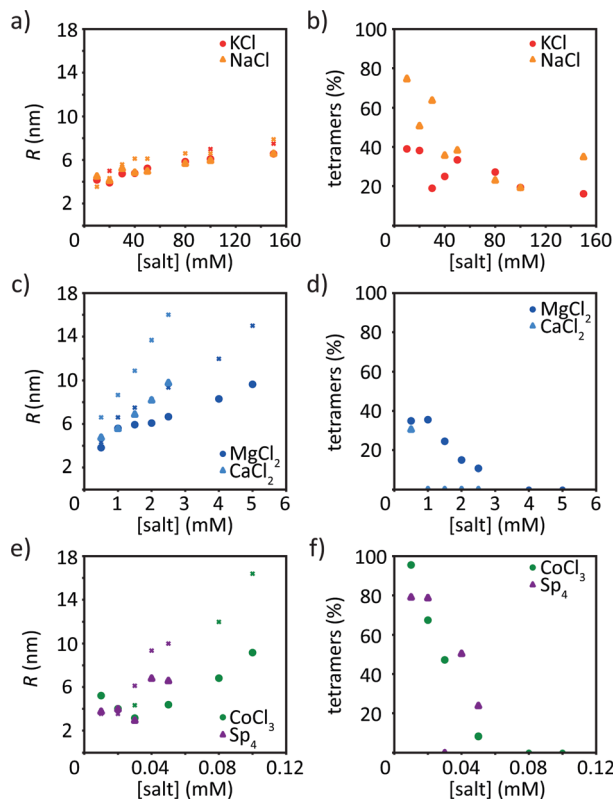 a)
18
14
10
6
2
R (nm)
KCl
NaCl
0 40 80 120 160
[salt] (mM)
b)
100
80
60
40
20
tetramers (%)
KCl
NaCl
0 40 80 120 160
[salt] (mM)
c)
18
14
10
6
2
R (nm)
MgCl2
CaCl2
0 1 2 3 4 5 6
[salt] (mM)
d)
100
80
60
40
20
tetramers (%)
MgCl2
CaCl2
0 1 2 3 4 5 6
[salt] (mM)
e)
18
14
10
6
2
R (nm)
CoCl3
Sp4
0 0.04 0.08 0.12
[salt] (mM)
f)
100
80
60
40
20
tetramers (%)
CoCl3
Sp4
0 0.04 0.08 0.12
[salt] (mM)